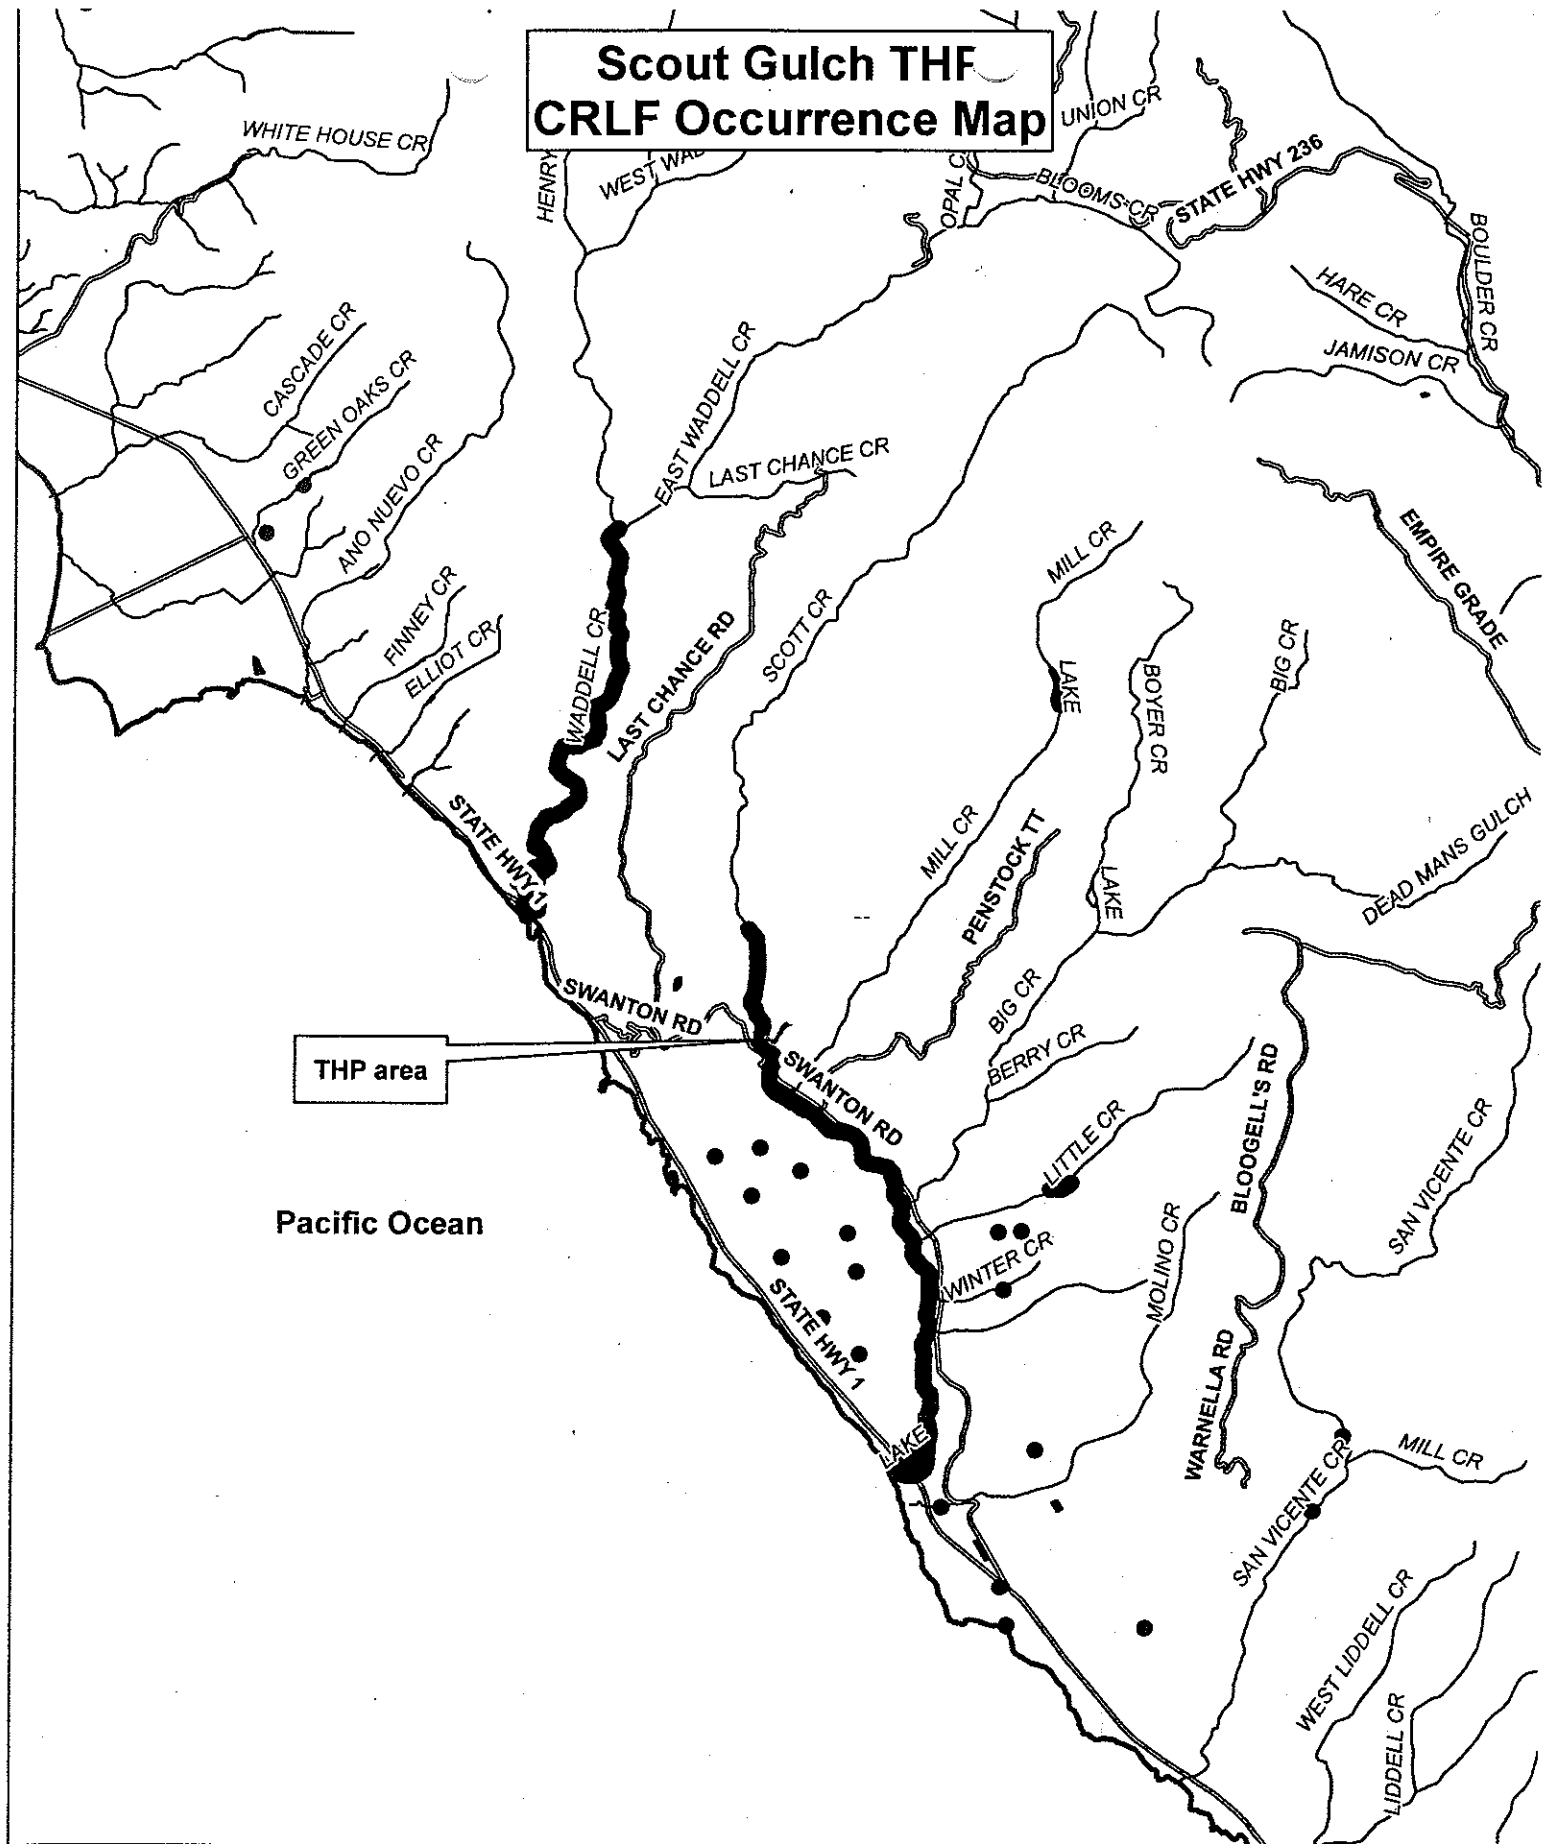 Scout Gulch THP
CRLF Occurrence Map
WHITE HOUSE CR
HENRY
WEST WAD
OPAL C
UNION CR
BLOOMS CR
STATE HWY 236
BOULDER CR
HARE CR
JAMISON CR
CASCADE CR
GREEN OAKS CR
ANO NUEVO CR
EAST WADDELL CR
LAST CHANCE CR
FINNEY CR
ELLIOT CR
WADDELL CR
LAST CHANCE RD
SCOTT CR
MILL CR
LAKE
BOYER CR
BIG CR
EMPIRE GRADE
STATE HWY 1
MILL CR
PENSTOCK TT
LAKE
DEAD MANS GULCH
SWANTON RD
BIG CR
BERRY CR
THP area
SWANTON RD
LITTLE CR
BLOOGELL'S RD
SAN VICENTE CR
Pacific Ocean
WINTER CR
MOLINO CR
STATE HWY 1
WARNELLA RD
LAKE
MILL CR
SAN VICENTE CR
WEST LIDDELL CR
LIDDELL CR